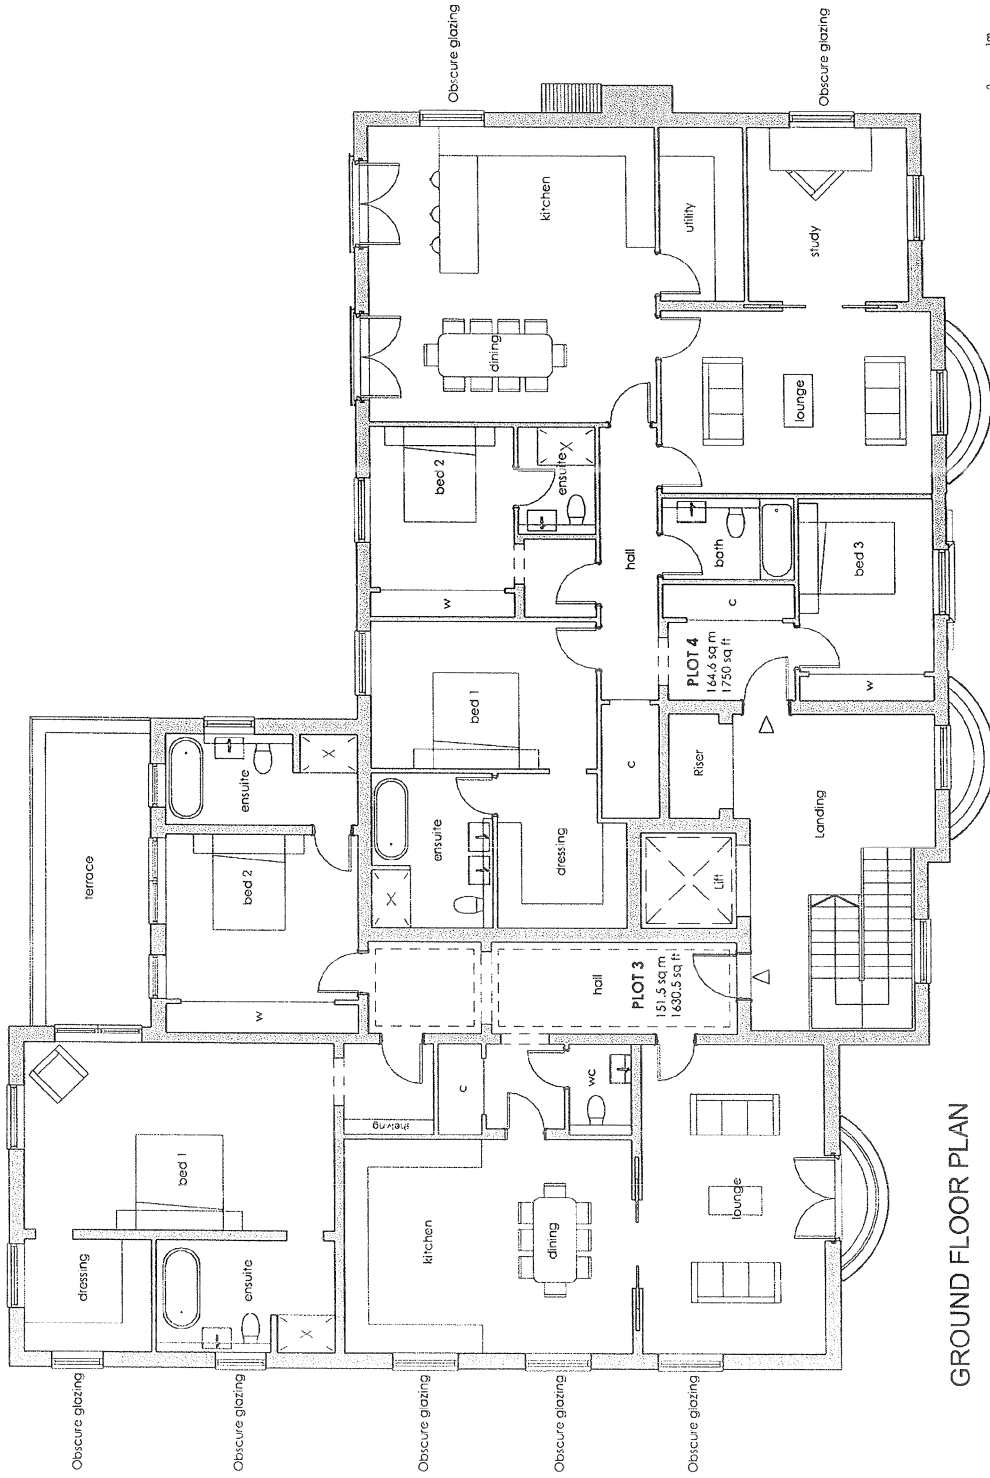 Obscure glazing
Obscure glazing
Obscure glazing
Obscure glazing
Obscure glazing
dressing
ensuite
bed 1
kitchen
dining
lounge
shelving
c
wc
w
terrace
bed 2
ensuite
hall
PLOT 3
151.5 sq m
1630.5 sq ft
ensuite
dressing
Lift
Landing
Riser
c
bed 1
w
bed 2
ensuite
hall
PLOT 4
164.6 sq m
1750 sq ft
c
bath
bed 3
w
dining
kitchen
utility
lounge
study
Obscure glazing
Obscure glazing
GROUND FLOOR PLAN
0
1m